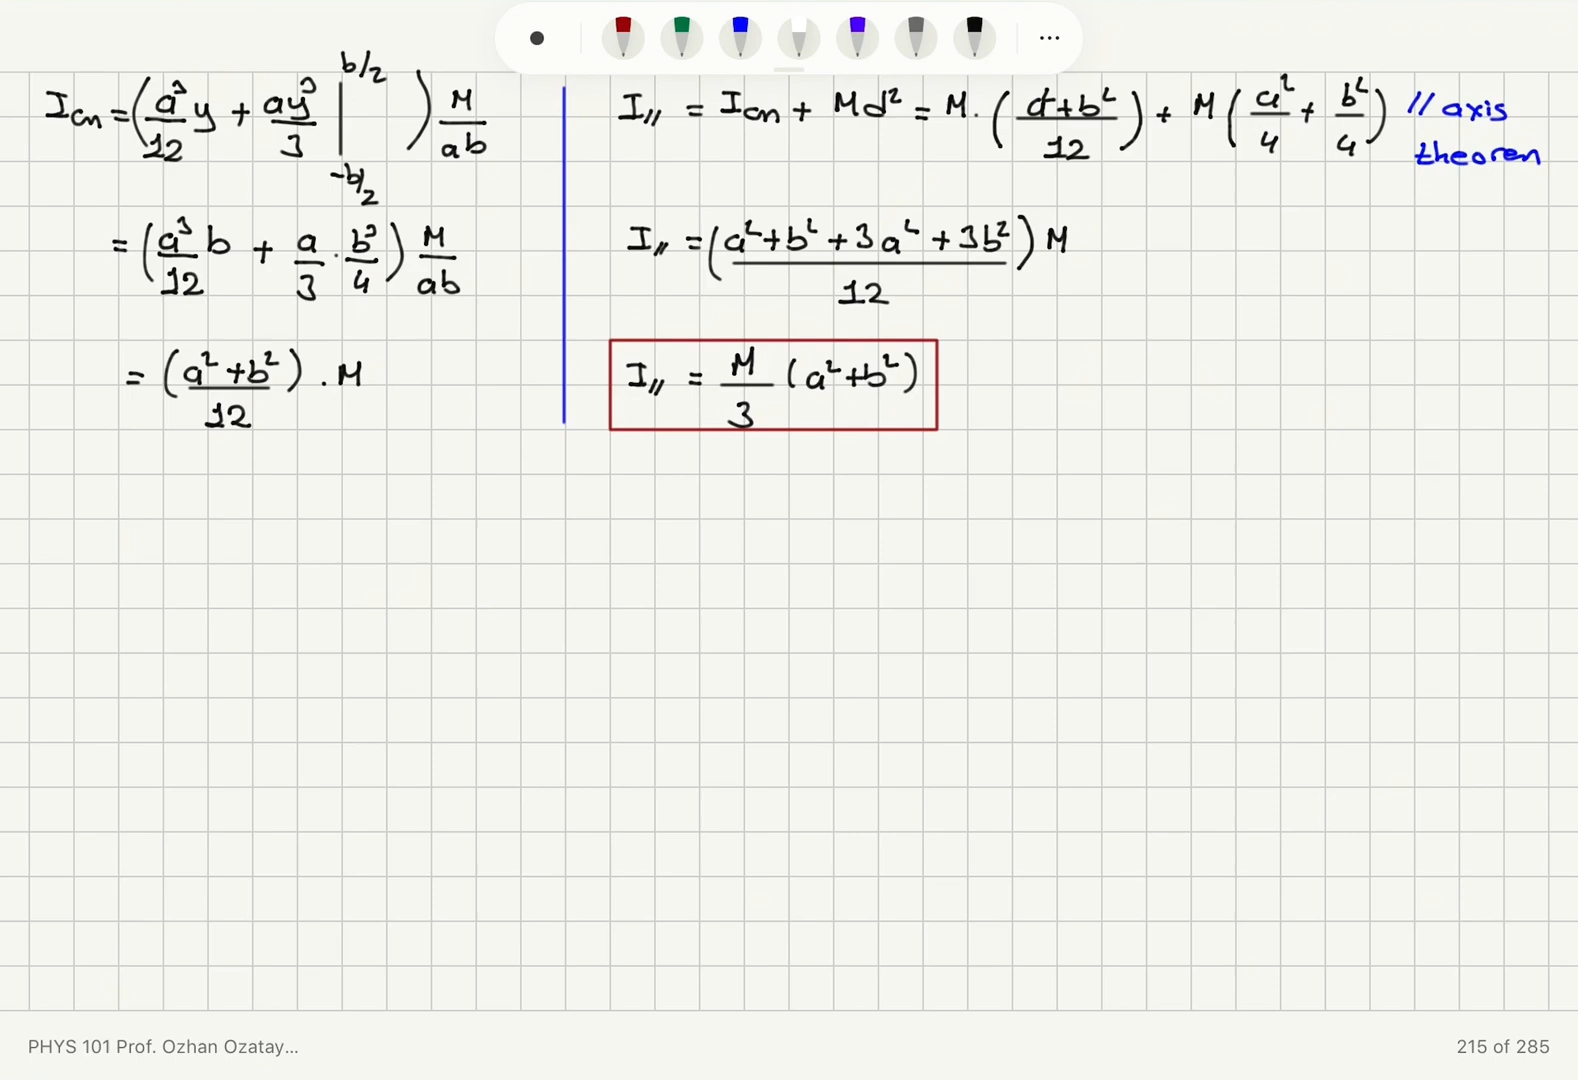 I_cm = (a³/12 y + ay³/3 |_{-b/2}^{b/2}) M/ab
= (a³/12 b + a/3 · b³/4) M/ab
= (a²+b²/12) . M
I_// = I_cm + Md² = M. (a²+b²/12) + M(a²/4 + b²/4) // axis
theorem
I_// = (a²+b²+3a²+3b²/12) M
I_// = M/3 (a²+b²)
PHYS 101 Prof. Ozhan Ozatay...
215 of 285